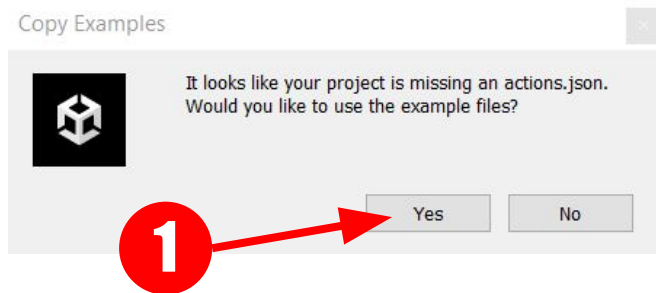 Copy Examples
It looks like your project is missing an actions.json.
Would you like to use the example files?
Yes
No
1